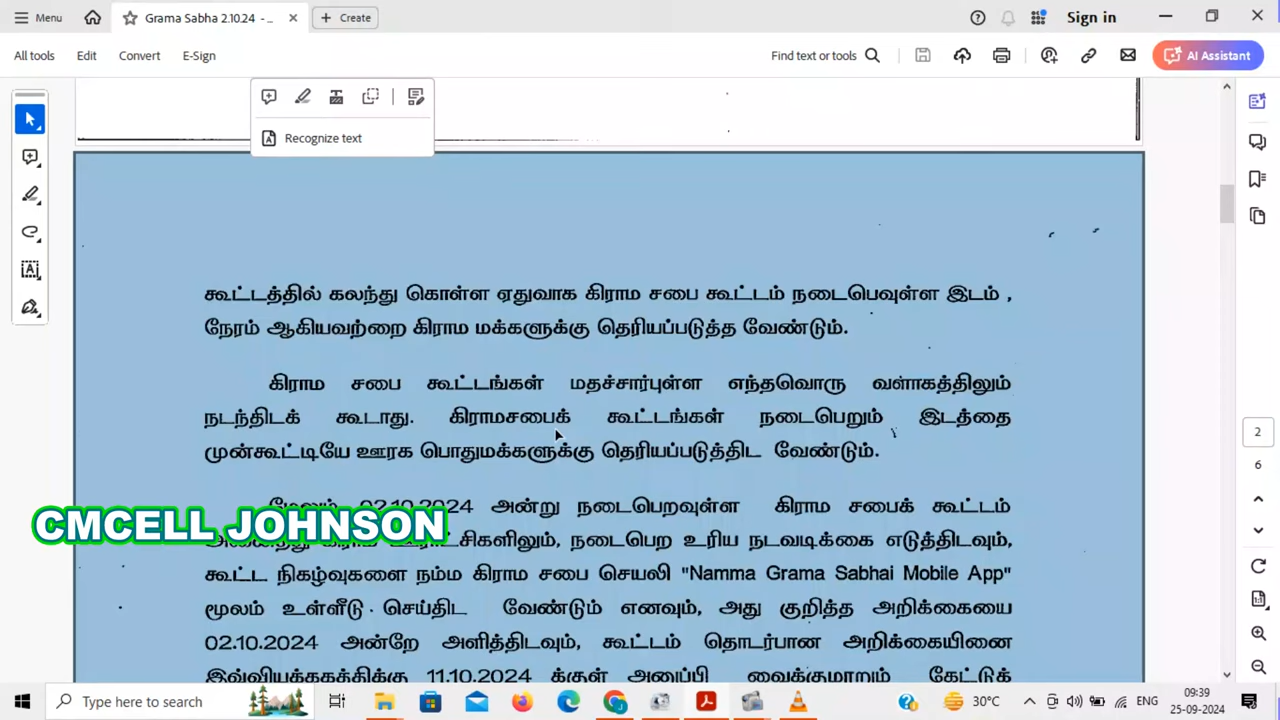 Menu
Grama Sabha 2.10.24 - ...
Create
Sign in
All tools
Edit
Convert
E-Sign
Find text or tools
AI Assistant
Recognize text
கூட்டத்தில் கலந்து கொள்ள ஏதுவாக கிராம சபை கூட்டம் நடைபெவுள்ள இடம் ,
நேரம் ஆகியவற்றை கிராம மக்களுக்கு தெரியப்படுத்த வேண்டும்.
கிராம சபை கூட்டங்கள் மதச்சார்புள்ள எந்தவொரு வளாகத்திலும்
நடந்திடக் கூடாது. கிராமசபைக் கூட்டங்கள் நடைபெறும் இடத்தை
முன்கூட்டியே ஊரக பொதுமக்களுக்கு தெரியப்படுத்திட வேண்டும்.
மேலும் 02.10.2024 அன்று நடைபெறவுள்ள கிராம சபைக் கூட்டம்
CMCELL JOHNSON
கிராம நடைபெற உரிய நடவடிக்கை எடுத்திடவும்,
கூட்ட நிகழ்வுகளை நம்ம கிராம சபை செயலி "Namma Grama Sabhai Mobile App"
மூலம் உள்ளீடு செய்திட வேண்டும் எனவும், அது குறித்த அறிக்கையை
02.10.2024 அன்றே அளித்திடவும், கூட்டம் தொடர்பான அறிக்கையினை
இவ்வியக்ககத்திக்கு 11.10.2024 க்குள் அனுப்பி வைக்குமாறும் கேட்டுக்
2
6
Type here to search
30°C
ENG
09:39
25-09-2024